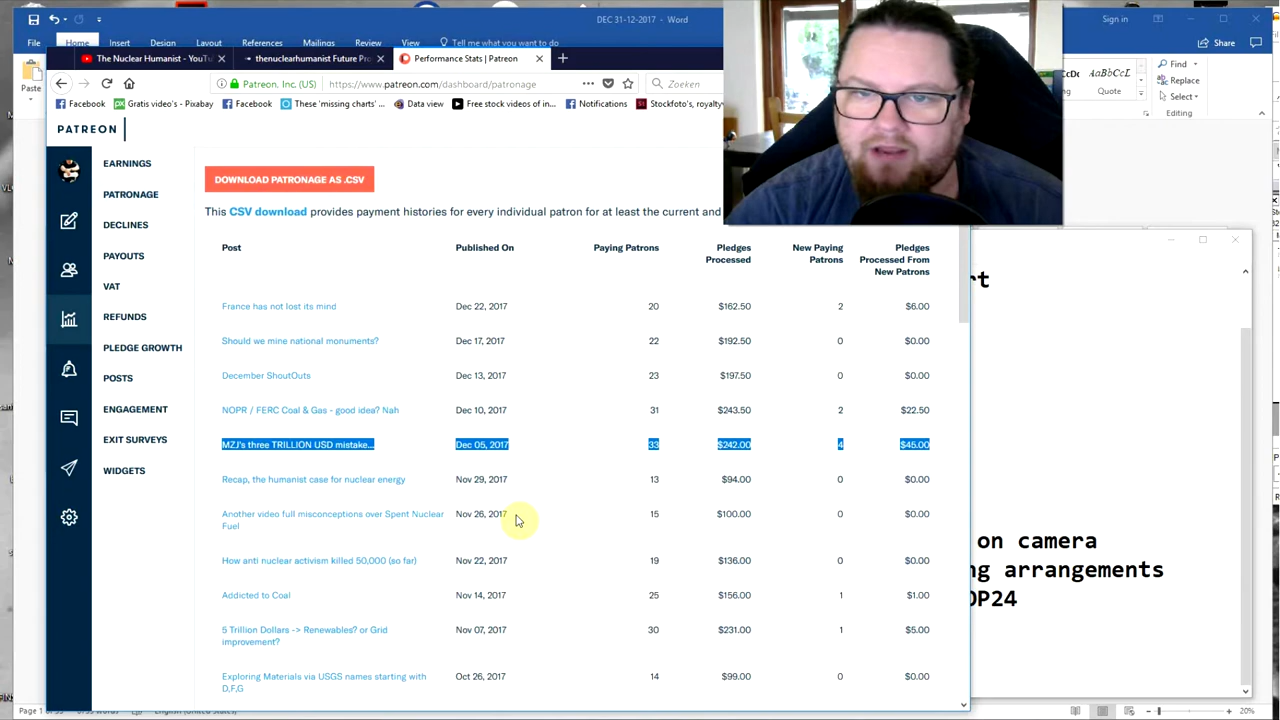 DEC 31-12-2017 - Word
Sign in
File Home Insert Design Layout References Mailings Review View Tell me what you want
Share
The Nuclear Humanist - YouTu
thenuclearhumanist Future Pro
Performance Stats | Patreon
Paste
Patreon, Inc. (US)
https://www.patreon.com/dashboard/patronage
Zoeken
Facebook
Gratis video's - Pixabay
Facebook
These 'missing charts' ...
Data view
Free stock videos of n...
Notifications
Stockfoto's, royalty
AaBbCcL
Quote
Find
Replace
Select
Editing
PATREON
EARNINGS
PATRONAGE
DECLINES
PAYOUTS
VAT
REFUNDS
PLEDGE GROWTH
POSTS
ENGAGEMENT
EXIT SURVEYS
WIDGETS
DOWNLOAD PATRONAGE AS .CSV
This CSV download provides payment histories for every individual patron for at least the current and
Post Published On Paying Patrons Pledges Processed New Paying Patrons Pledges Processed From New Patrons
France has not lost its mind Dec 22, 2017 20 $162.50 2 $6.00
Should we mine national monuments? Dec 17, 2017 22 $192.50 0 $0.00
December ShoutOuts Dec 13, 2017 23 $197.50 0 $0.00
NOPR / FERC Coal & Gas - good idea? Nah Dec 10, 2017 31 $243.50 2 $22.50
MZJ's three TRILLION USD mistake... Dec 05, 2017 33 $242.00 4 $45.00
Recap, the humanist case for nuclear energy Nov 29, 2017 13 $94.00 0 $0.00
Another video full misconceptions over Spent Nuclear Fuel Nov 26, 2017 15 $100.00 0 $0.00
How anti nuclear activism killed 50,000 (so far) Nov 22, 2017 19 $136.00 0 $0.00
Addicted to Coal Nov 14, 2017 25 $156.00 1 $1.00
5 Trillion Dollars -> Renewables? or Grid improvement? Nov 07, 2017 30 $231.00 1 $5.00
Exploring Materials via USGS names starting with D,F,G Oct 26, 2017 14 $99.00 0 $0.00
on camera
ng arrangements
OP24
English (United States)
20%